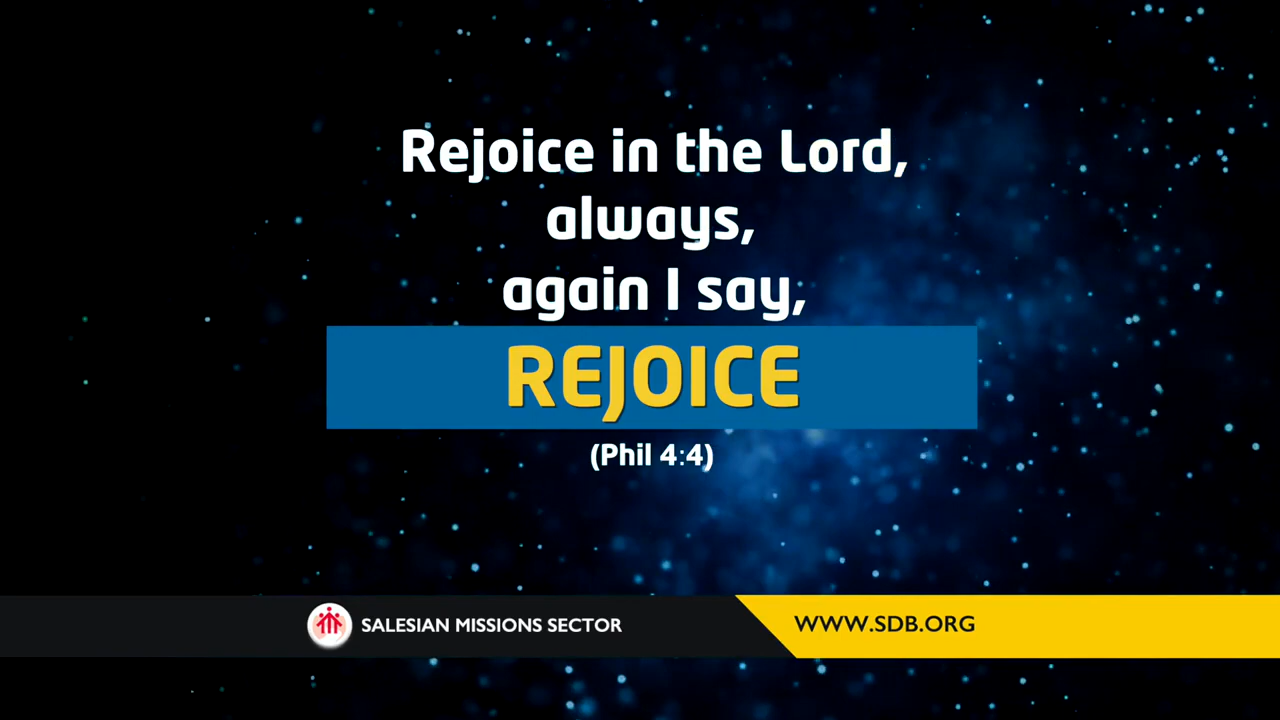 Rejoice in the Lord,
always,
again I say,
REJOICE
(Phil 4:4)
SALESIAN MISSIONS SECTOR
WWW.SDB.ORG